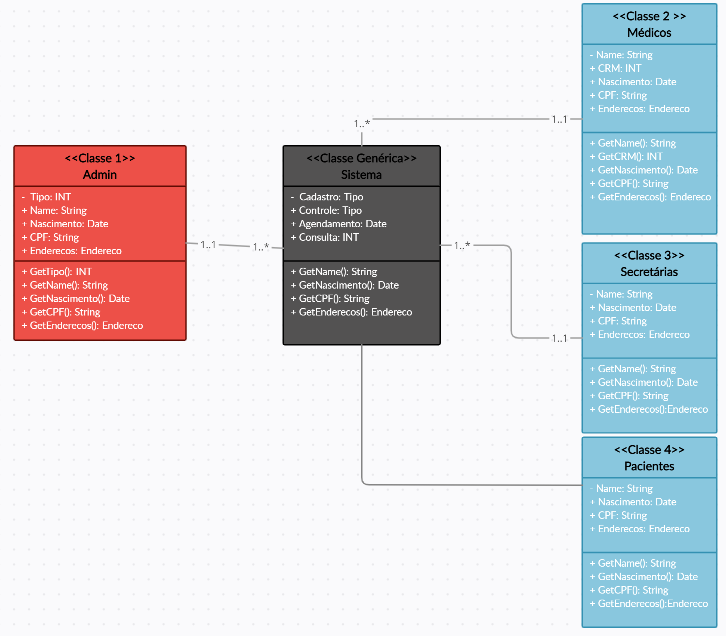 <<Classe 1>>
Admin
- Tipo: INT
+ Name: String
+ Nascimento: Date
+ CPF: String
+ Enderecos: Endereco
+ GetTipo(): INT
+ GetName(): String
+ GetNascimento(): Date
+ GetCPF(): String
+ GetEnderecos(): Endereco
1..1
1..*
<<Classe Genérica>>
Sistema
- Cadastro: Tipo
+ Controle: Tipo
+ Agendamento: Date
+ Consulta: INT
+ GetName(): String
+ GetNascimento(): Date
+ GetCPF(): String
+ GetEnderecos(): Endereco
1..*
1..1
1..*
1..1
<<Classe 2 >>
Médicos
- Name: String
+ CRM: INT
+ Nascimento: Date
+ CPF: String
+ Enderecos: Endereco
+ GetName(): String
+ GetCRM(): INT
+ GetNascimento(): Date
+ GetCPF(): String
+ GetEnderecos(): Endereco
<<Classe 3>>
Secretárias
- Name: String
+ Nascimento: Date
+ CPF: String
+ Enderecos: Endereco
+ GetName(): String
+ GetNascimento(): Date
+ GetCPF(): String
+ GetEnderecos():Endereco
<<Classe 4>>
Pacientes
- Name: String
+ Nascimento: Date
+ CPF: String
+ Enderecos: Endereco
+ GetName(): String
+ GetNascimento(): Date
+ GetCPF(): String
+ GetEnderecos():Endereco